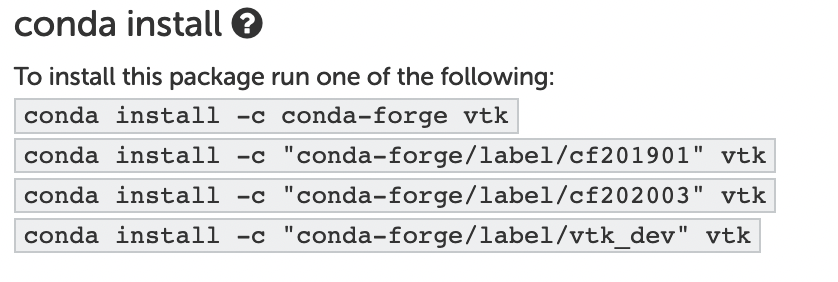 conda install ?
To install this package run one of the following:
conda install -c conda-forge vtk
conda install -c "conda-forge/label/cf201901" vtk
conda install -c "conda-forge/label/cf202003" vtk
conda install -c "conda-forge/label/vtk_dev" vtk